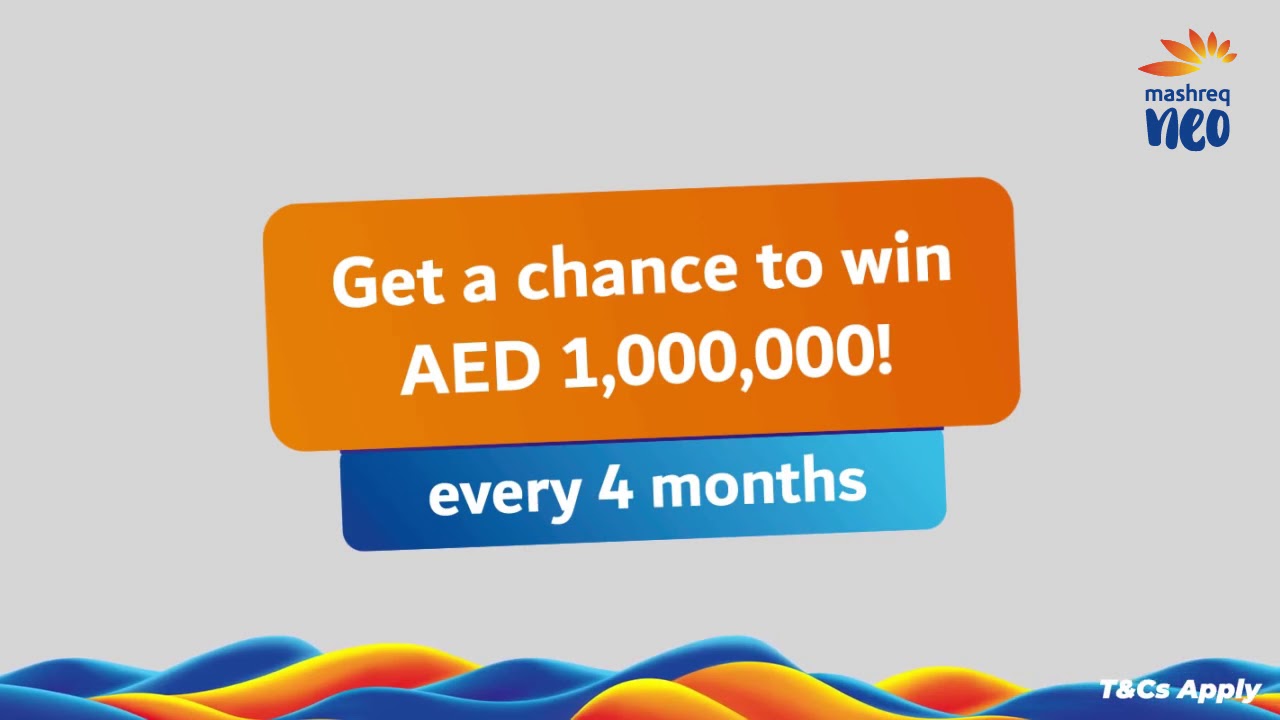 mashreq
neo
Get a chance to win
AED 1,000,000!
every 4 months
T&Cs Apply